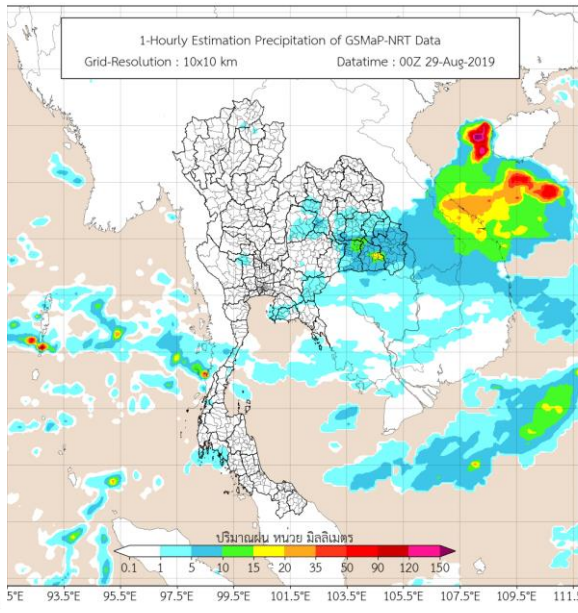 1-Hourly Estimation Precipitation of GSMaP-NRT Data
Grid-Resolution : 10x10 km Datatime : 00Z 29-Aug-2019
ปริมาณฝน หน่วย มิลลิเมตร
0.1 1 5 10 15 20 35 50 90 120 150
5°E 93.5°E 95.5°E 97.5°E 99.5°E 101.5°E 103.5°E 105.5°E 107.5°E 109.5°E 111.5